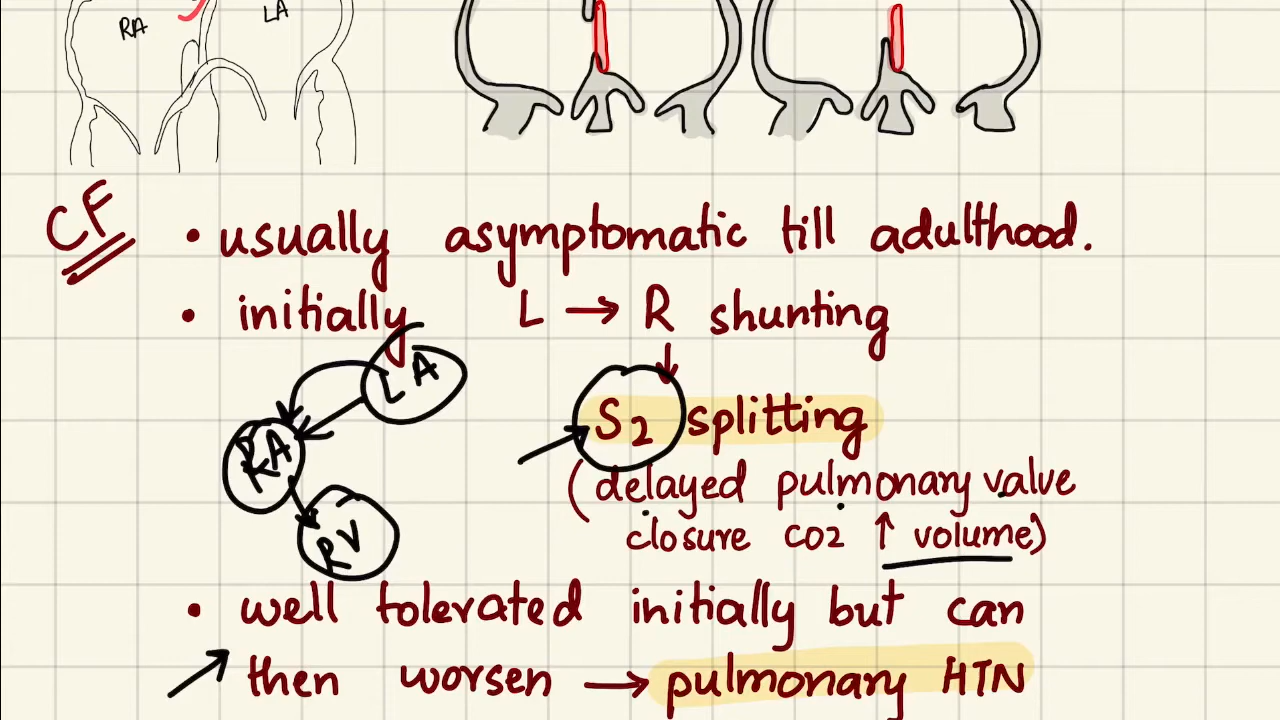 RA
LA
CF
• usually asymptomatic till adulthood.
• initially L → R shunting
↓
LA
RA
RV
S2 splitting
(delayed pulmonary valve
closure co2 ↑ volume)
• well tolerated initially but can
then worsen → pulmonary HTN